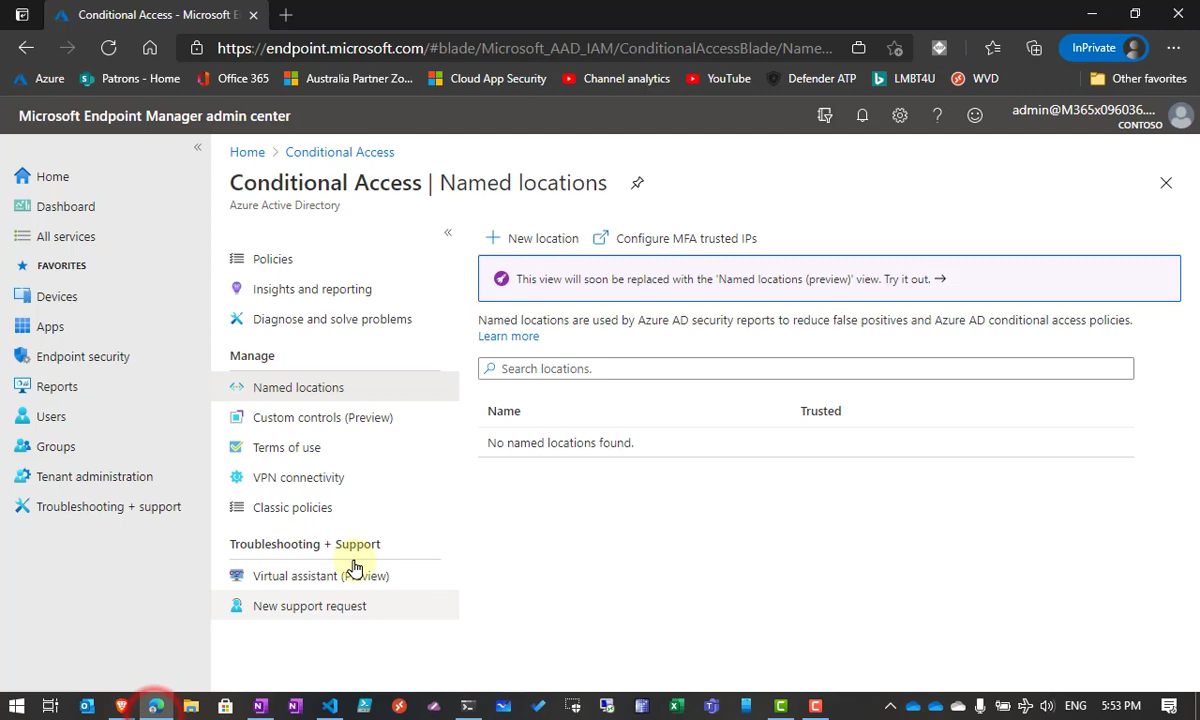 Conditional Access - Microsoft E
https://endpoint.microsoft.com/#blade/Microsoft_AAD_IAM/ConditionalAccessBlade/Name...
InPrivate
Azure
Patrons - Home
Office 365
Australia Partner Zo...
Cloud App Security
Channel analytics
YouTube
Defender ATP
LMBT4U
WVD
Other favorites
Microsoft Endpoint Manager admin center
admin@M365x096036....
CONTOSO
Home
Dashboard
All services
FAVORITES
Devices
Apps
Endpoint security
Reports
Users
Groups
Tenant administration
Troubleshooting + support
Home > Conditional Access
Conditional Access | Named locations
Azure Active Directory
Policies
Insights and reporting
Diagnose and solve problems
Manage
Named locations
Custom controls (Preview)
Terms of use
VPN connectivity
Classic policies
Troubleshooting + Support
Virtual assistant (Preview)
New support request
New location
Configure MFA trusted IPs
This view will soon be replaced with the 'Named locations (preview)' view. Try it out. →
Named locations are used by Azure AD security reports to reduce false positives and Azure AD conditional access policies.
Learn more
Search locations.
Name Trusted
No named locations found.
ENG 5:53 PM